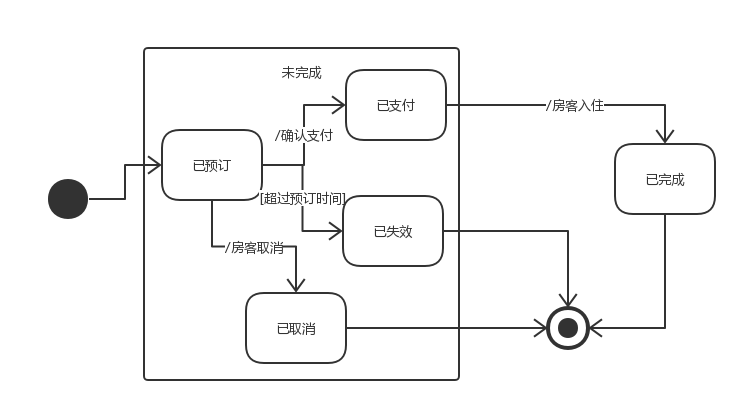 未完成
已支付
/房客入住
/确认支付
已预订
已完成
[超过预订时间]
已失效
/房客取消
已取消